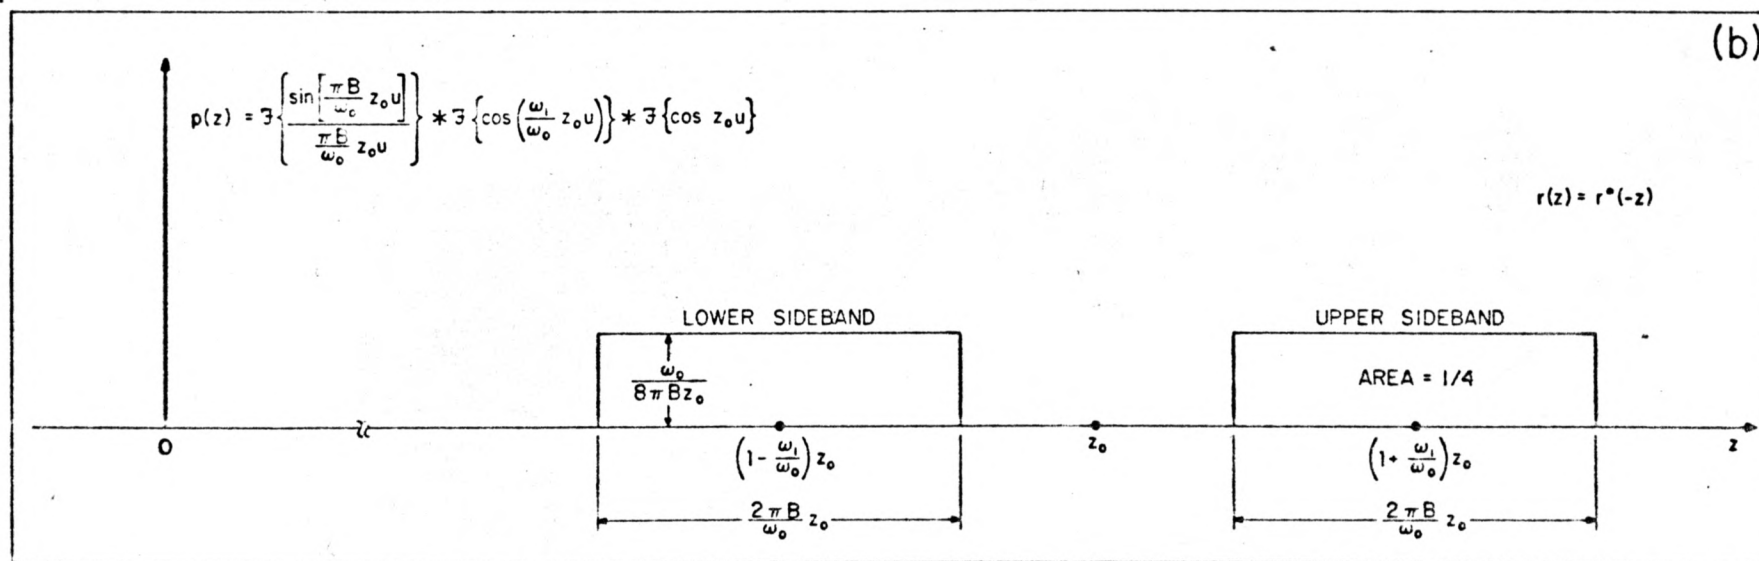 (b)
p(z) = ℱ{sin[πB/ω₀ z₀u] / πB/ω₀ z₀u} * ℱ{cos(ω₁/ω₀ z₀u)} * ℱ{cos z₀u}
r(z) = r*(-z)
LOWER SIDEBAND
UPPER SIDEBAND
ω₀/8πBz₀
AREA = 1/4
0
(1 - ω₁/ω₀)z₀
z₀
(1 + ω₁/ω₀)z₀
z
2πB/ω₀ z₀
2πB/ω₀ z₀